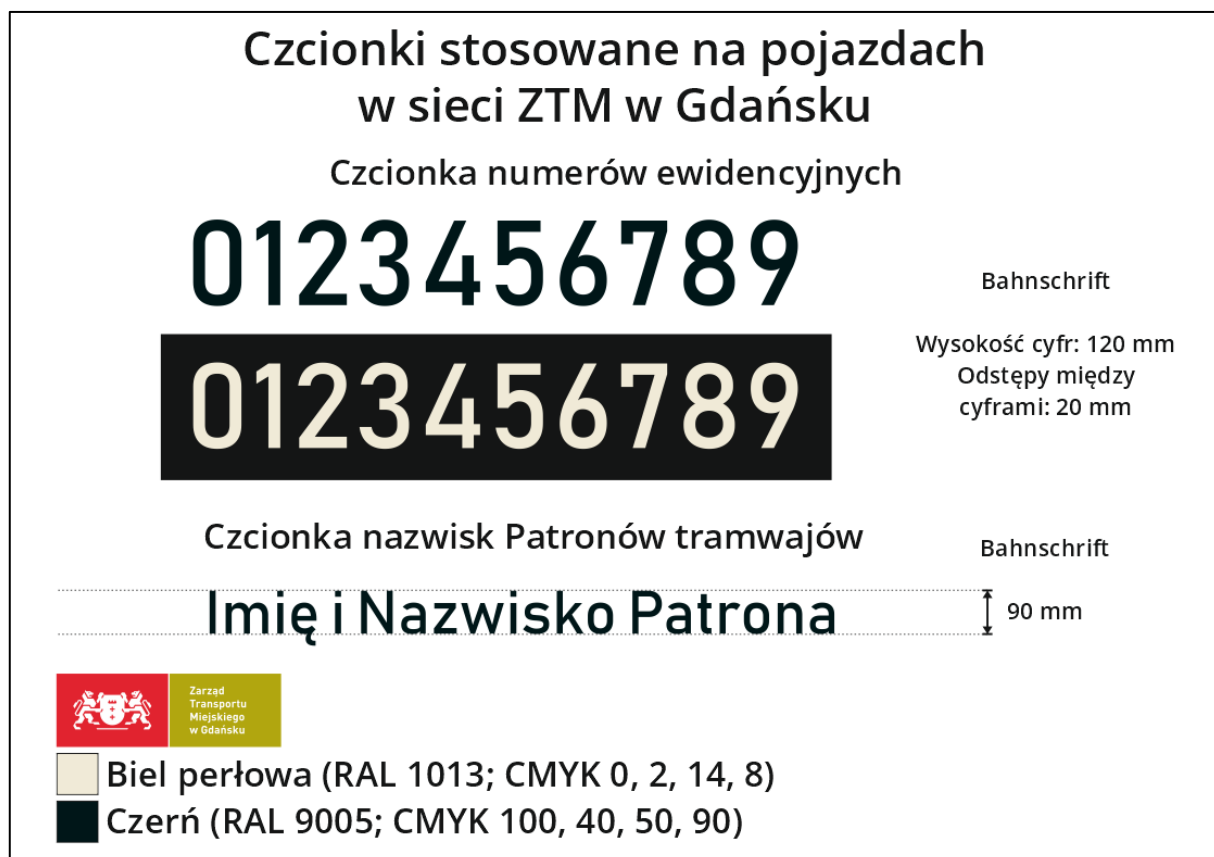 Czcionki stosowane na pojazdach
w sieci ZTM w Gdańsku
Czcionka numerów ewidencyjnych
0123456789
Bahnschrift
0123456789
Wysokość cyfr: 120 mm
Odstępy między
cyframi: 20 mm
Czcionka nazwisk Patronów tramwajów
Bahnschrift
Imię i Nazwisko Patrona
90 mm
Zarząd
Transportu
Miejskiego
w Gdańsku
Biel perłowa (RAL 1013; CMYK 0, 2, 14, 8)
Czerń (RAL 9005; CMYK 100, 40, 50, 90)